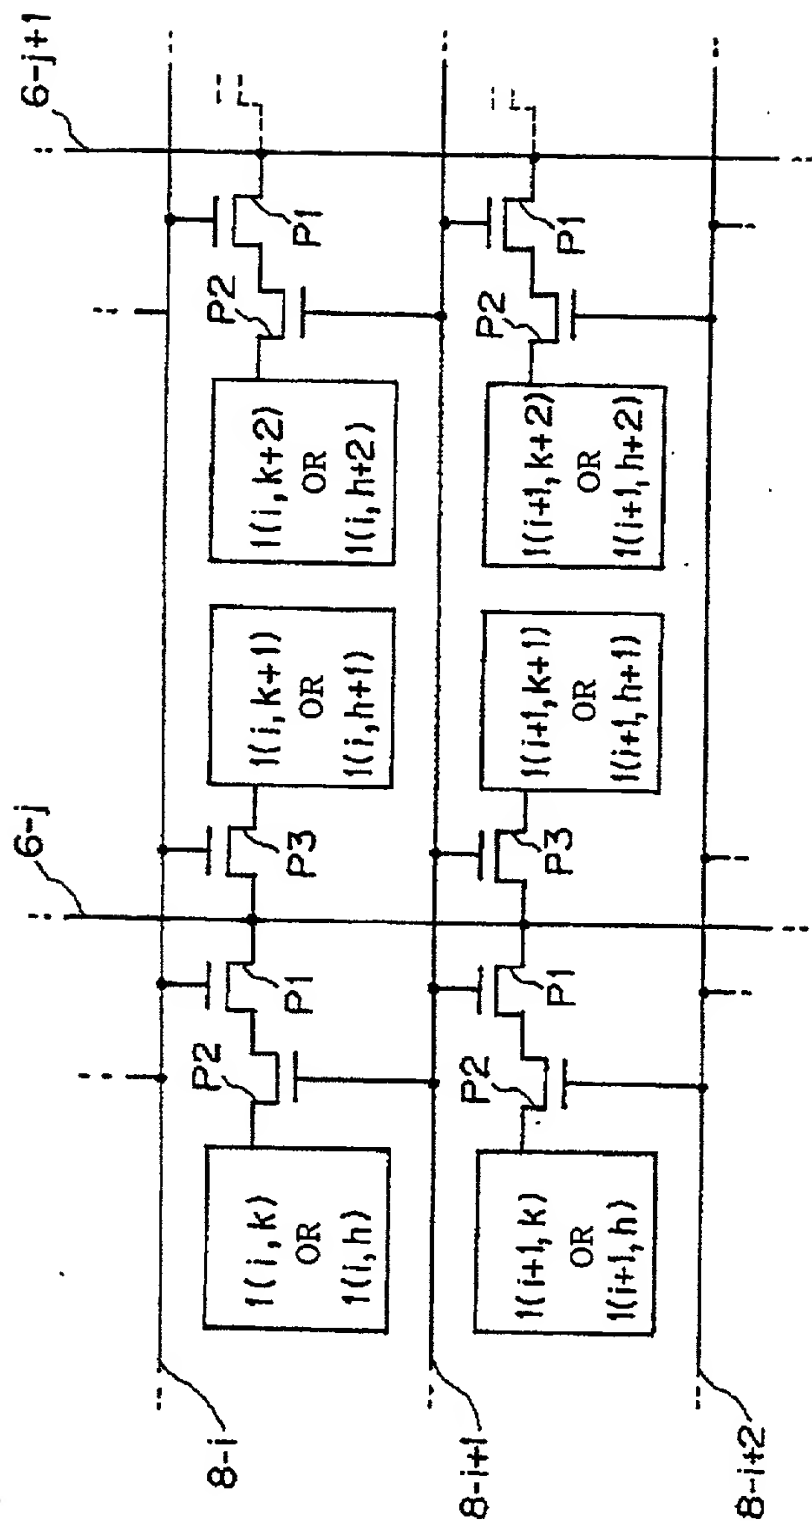 6-j
6-j+1
8-i
P2
P1
P3
P2
P1
1(i,k)
OR
1(i,h)
1(i,k+1)
OR
1(i,h+1)
1(i,k+2)
OR
1(i,h+2)
8-i+1
P2
P1
P3
P2
P1
1(i+1,k)
OR
1(i+1,h)
1(i+1,k+1)
OR
1(i+1,h+1)
1(i+1,k+2)
OR
1(i+1,h+2)
8-i+2